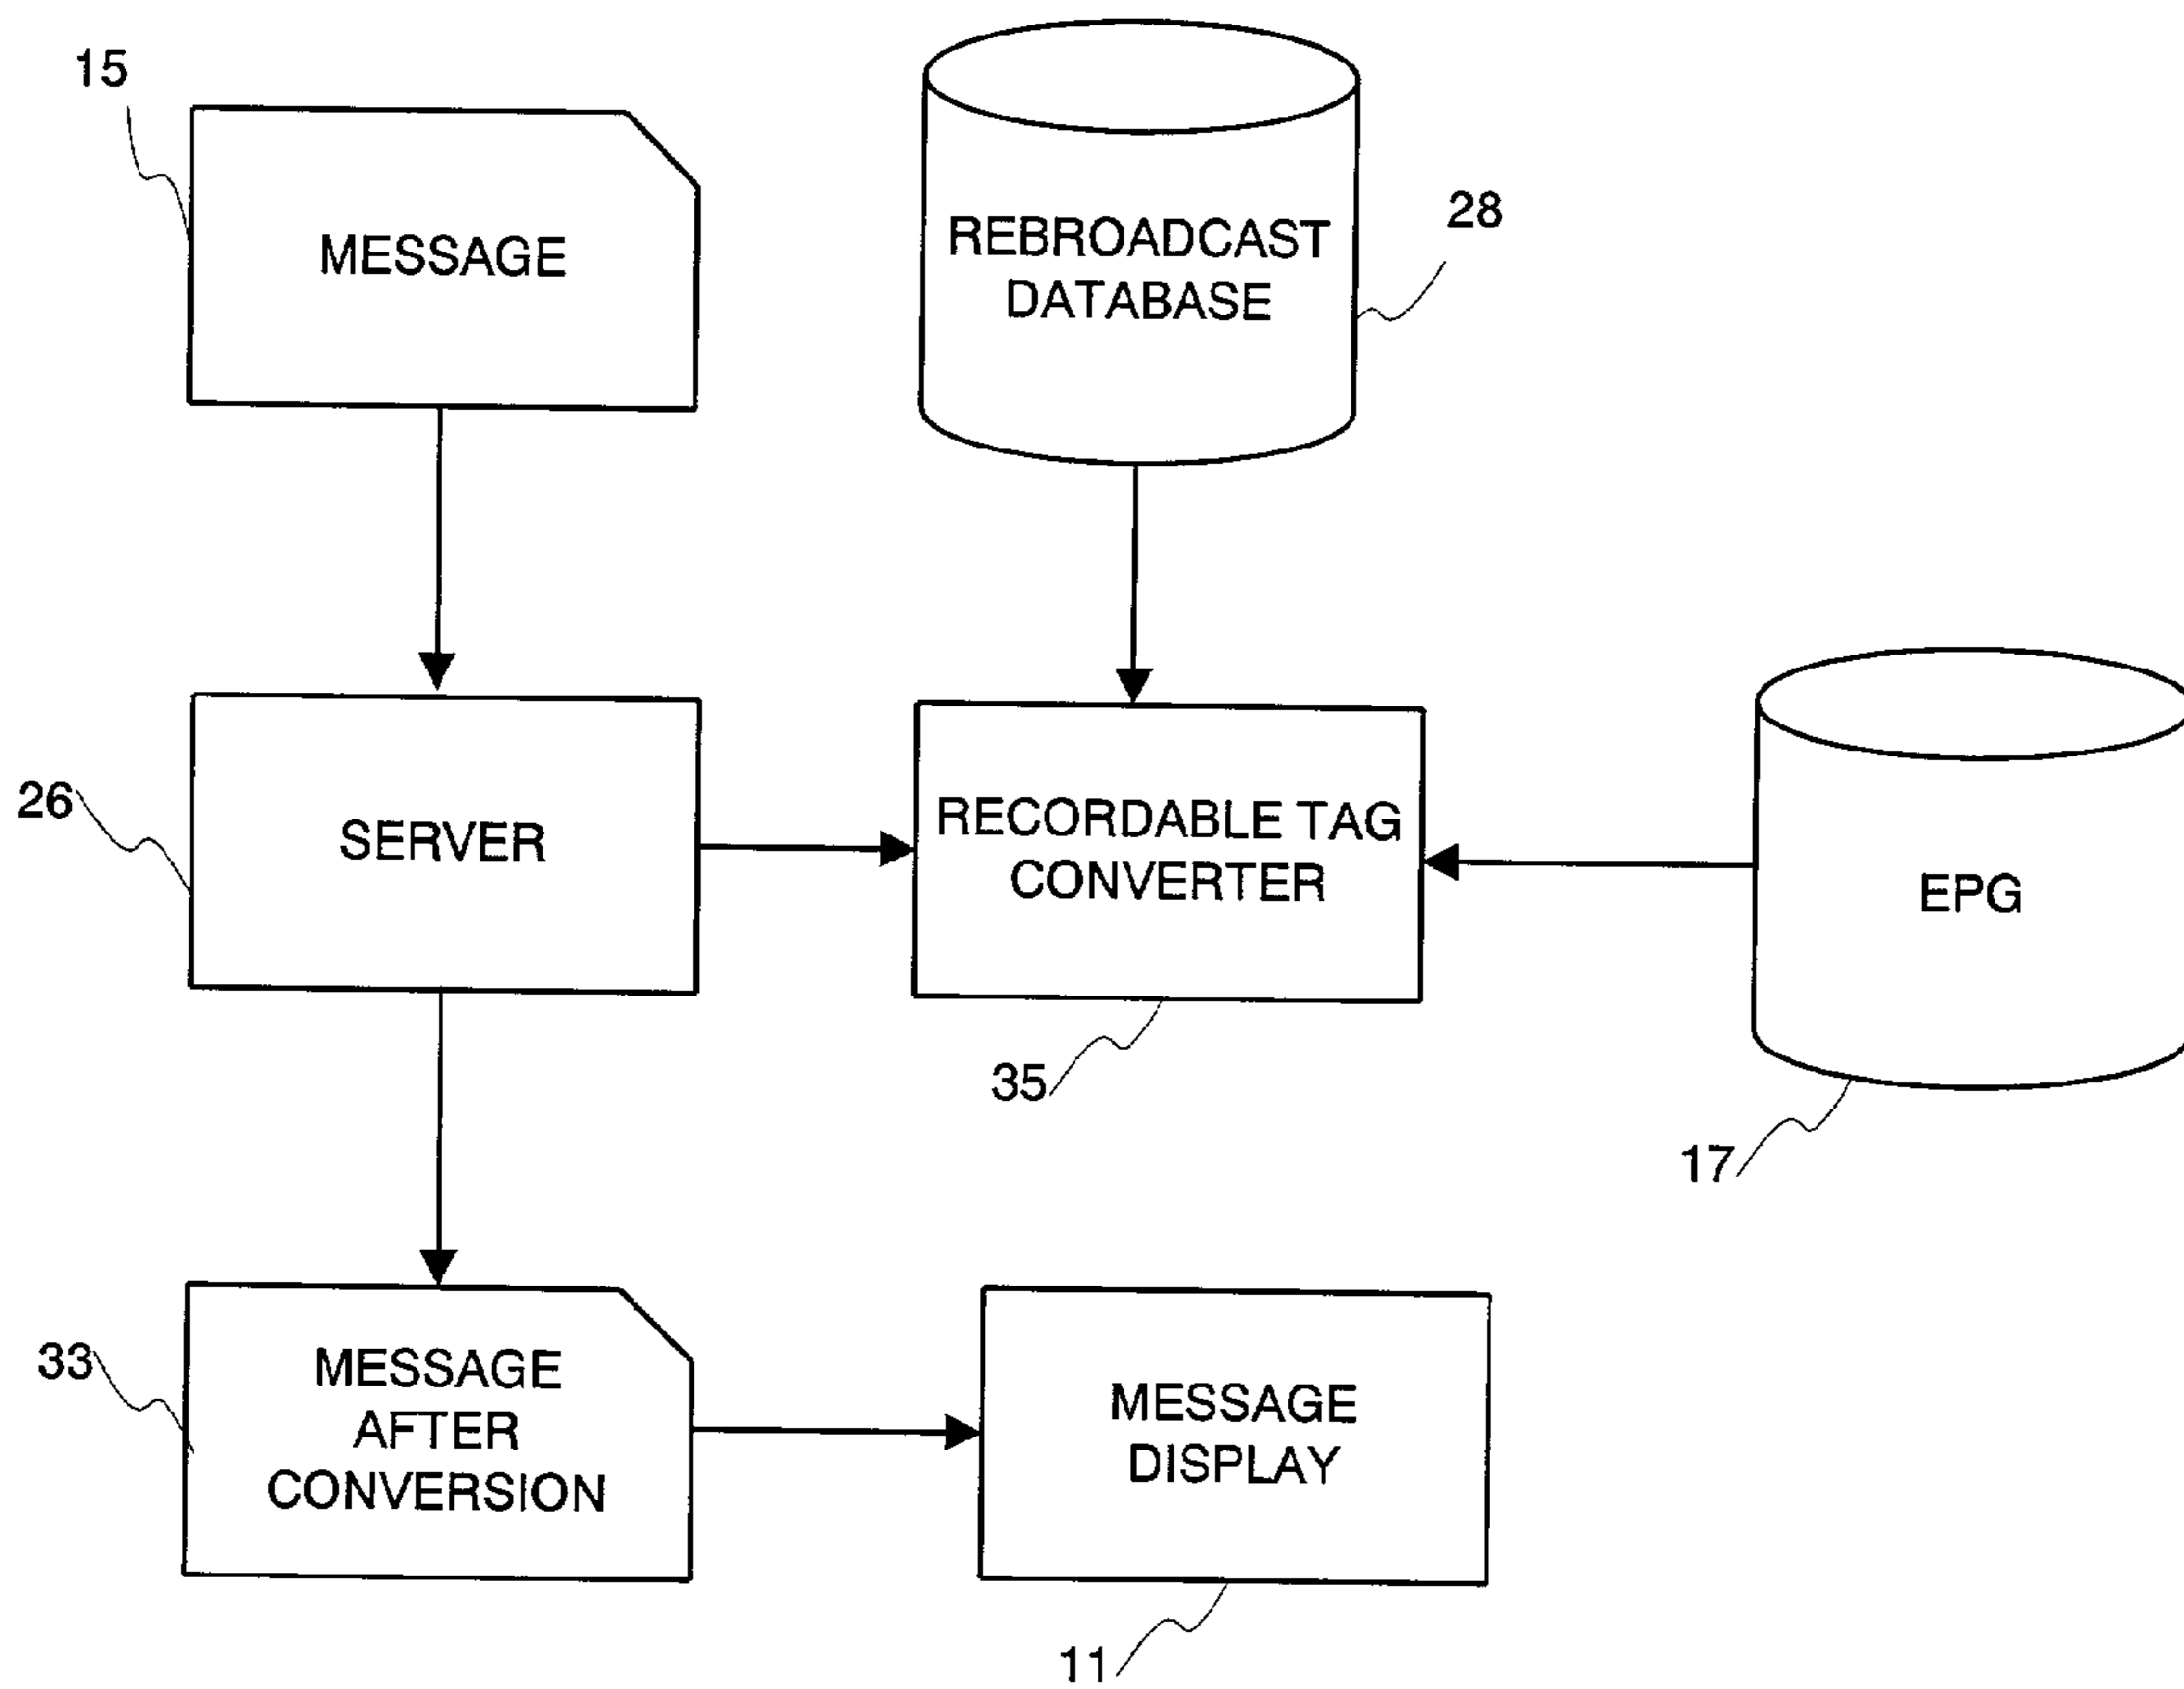 15
MESSAGE
REBROADCAST
DATABASE
28
26
SERVER
RECORDABLE TAG
CONVERTER
EPG
35
17
33
MESSAGE
AFTER
CONVERSION
MESSAGE
DISPLAY
11